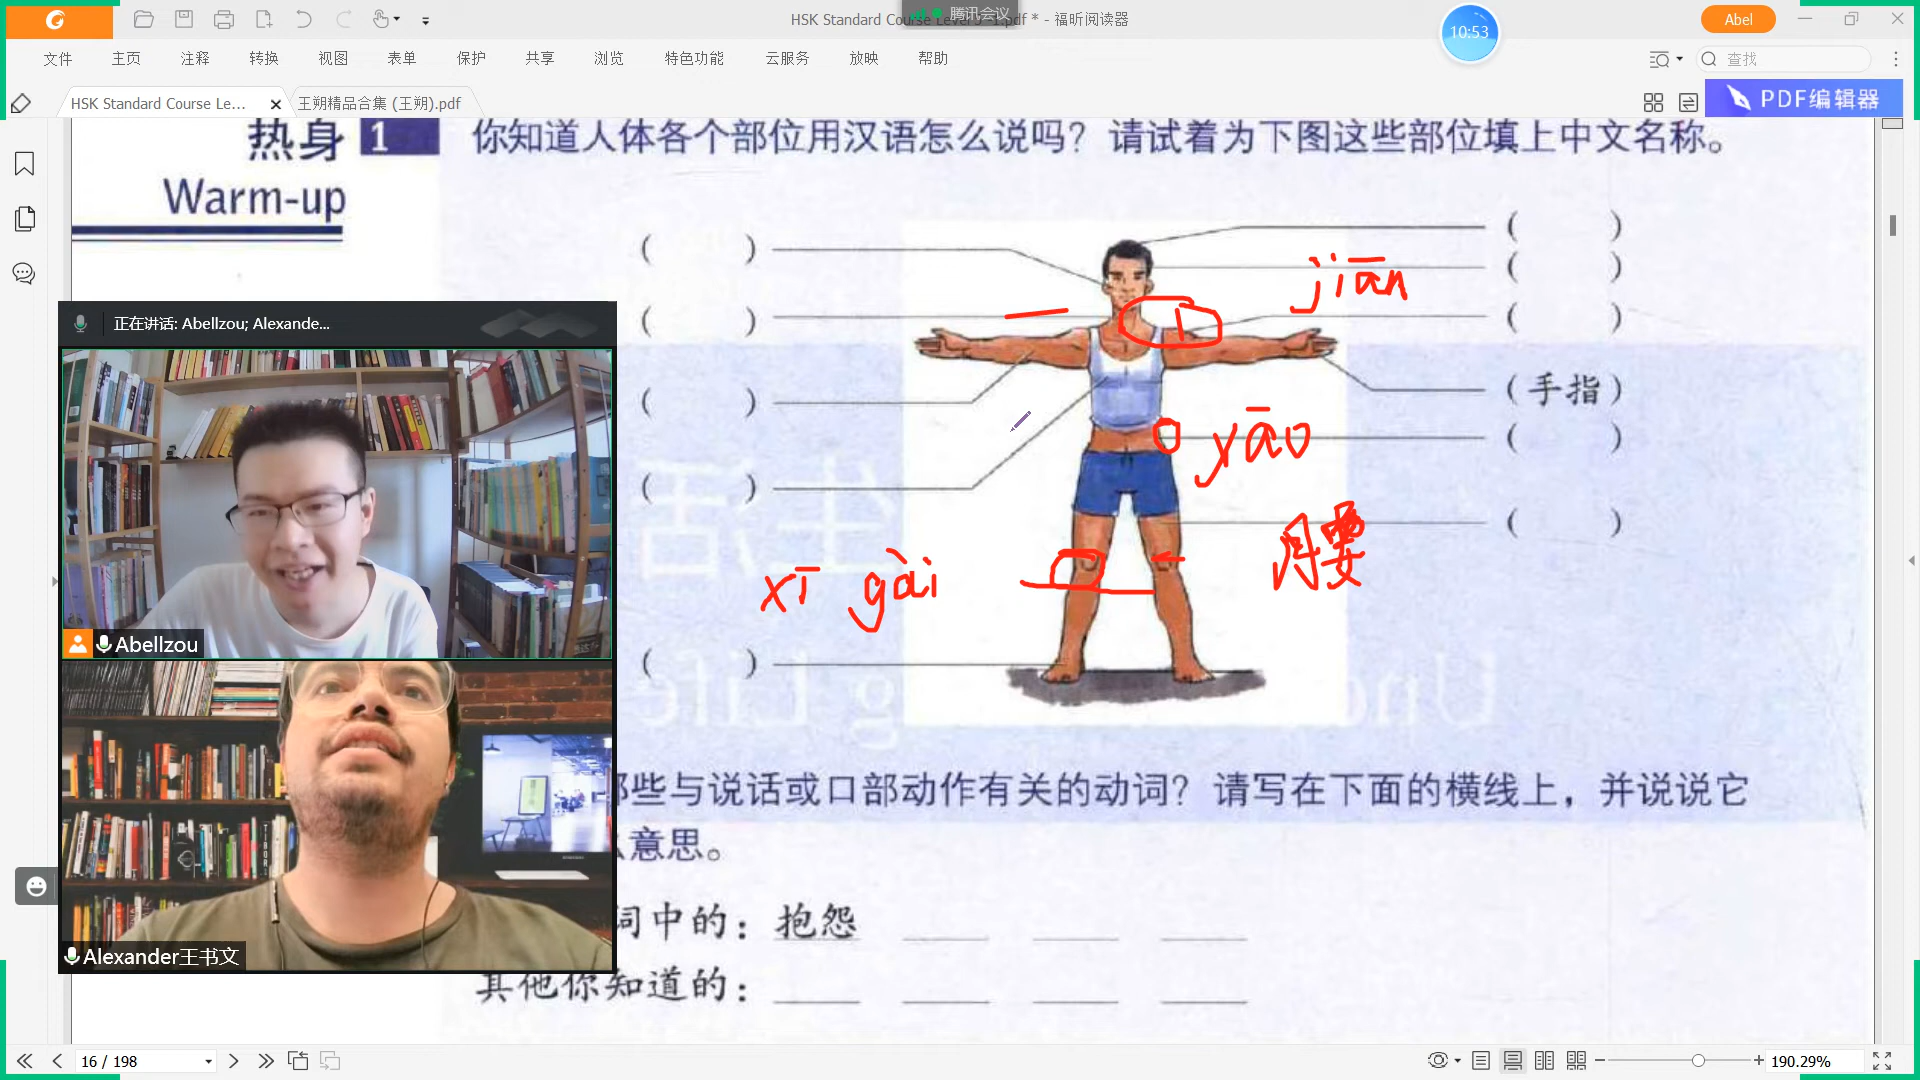 HSK Standard Course Leve
.pdf * - 福昕阅读器
腾讯会议
10:53
Abel
文件 主页 注释 转换 视图 表单 保护 共享 浏览 特色功能 云服务 放映 帮助
查找
HSK Standard Course Le...
王朔精品合集 (王朔).pdf
PDF编辑器
热身 1
Warm-up
你知道人体各个部位用汉语怎么说吗？请试着为下图这些部位填上中文名称。
( ) ( )
( ) ( )
( ) ( )
( ) (手指)
( ) ( )
( )
jiān
yāo
腰
xī gài
正在讲话: Abellzou; Alexande...
Abellzou
Alexander王书文
些与说话或口部动作有关的动词？请写在下面的横线上，并说说它
意思。
词中的：抱怨
其他你知道的：
16 / 198
190.29%